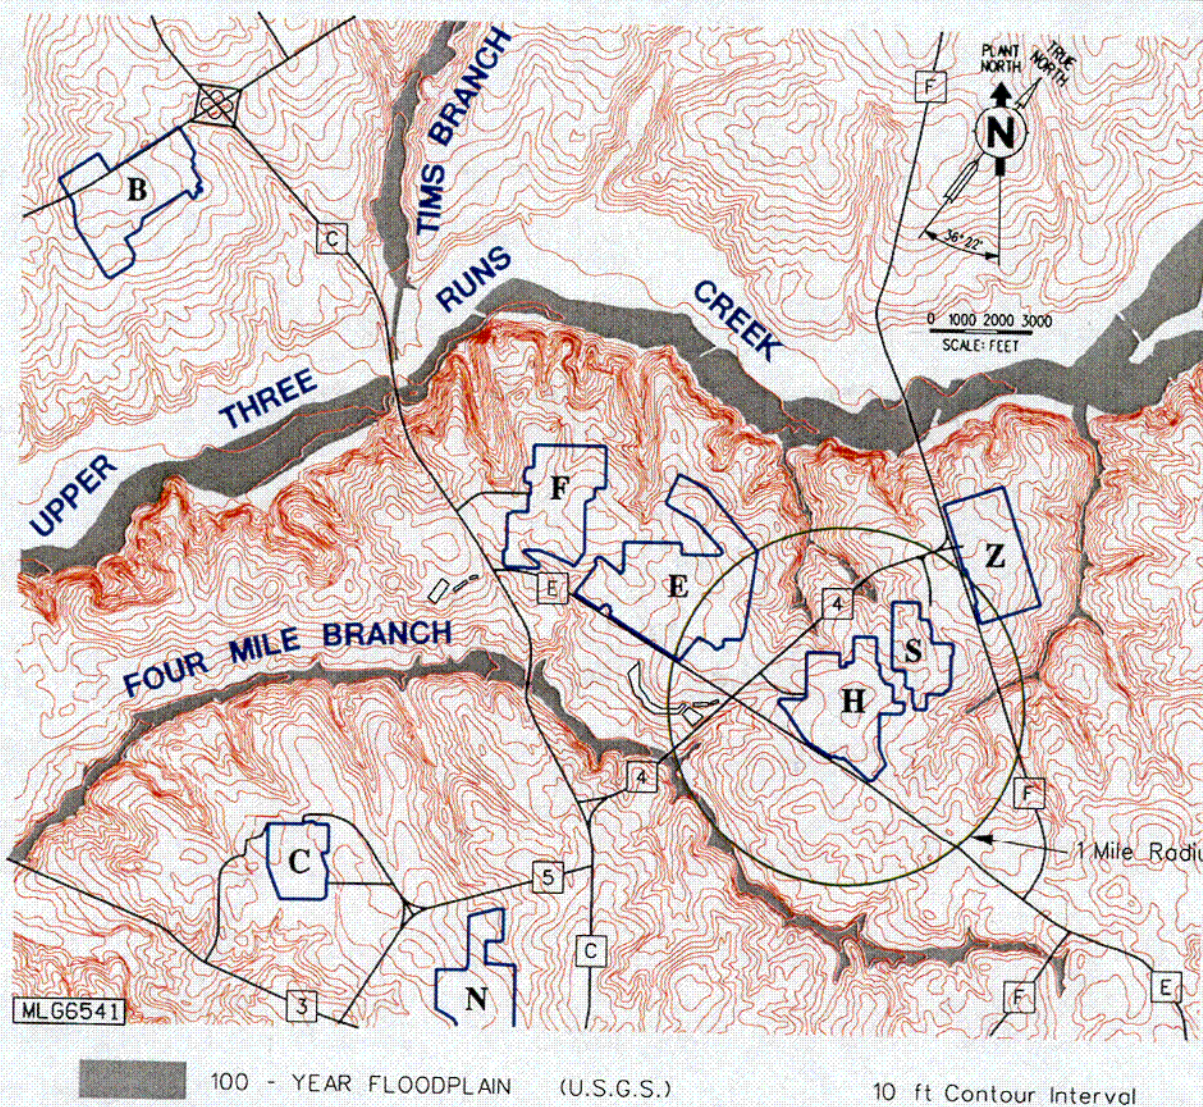 TIMS BRANCH
PLANT
NORTH
TRUE
NORTH
F
N
B
C
36°22'
UPPER THREE RUNS CREEK
0 1000 2000 3000
SCALE: FEET
F
E
Z
E
4
S
FOUR MILE BRANCH
H
4
F
1 Mile Radiu
C
5
C
N
F
E
3
MLG6541
100 - YEAR FLOODPLAIN (U.S.G.S.)
10 ft Contour Interval